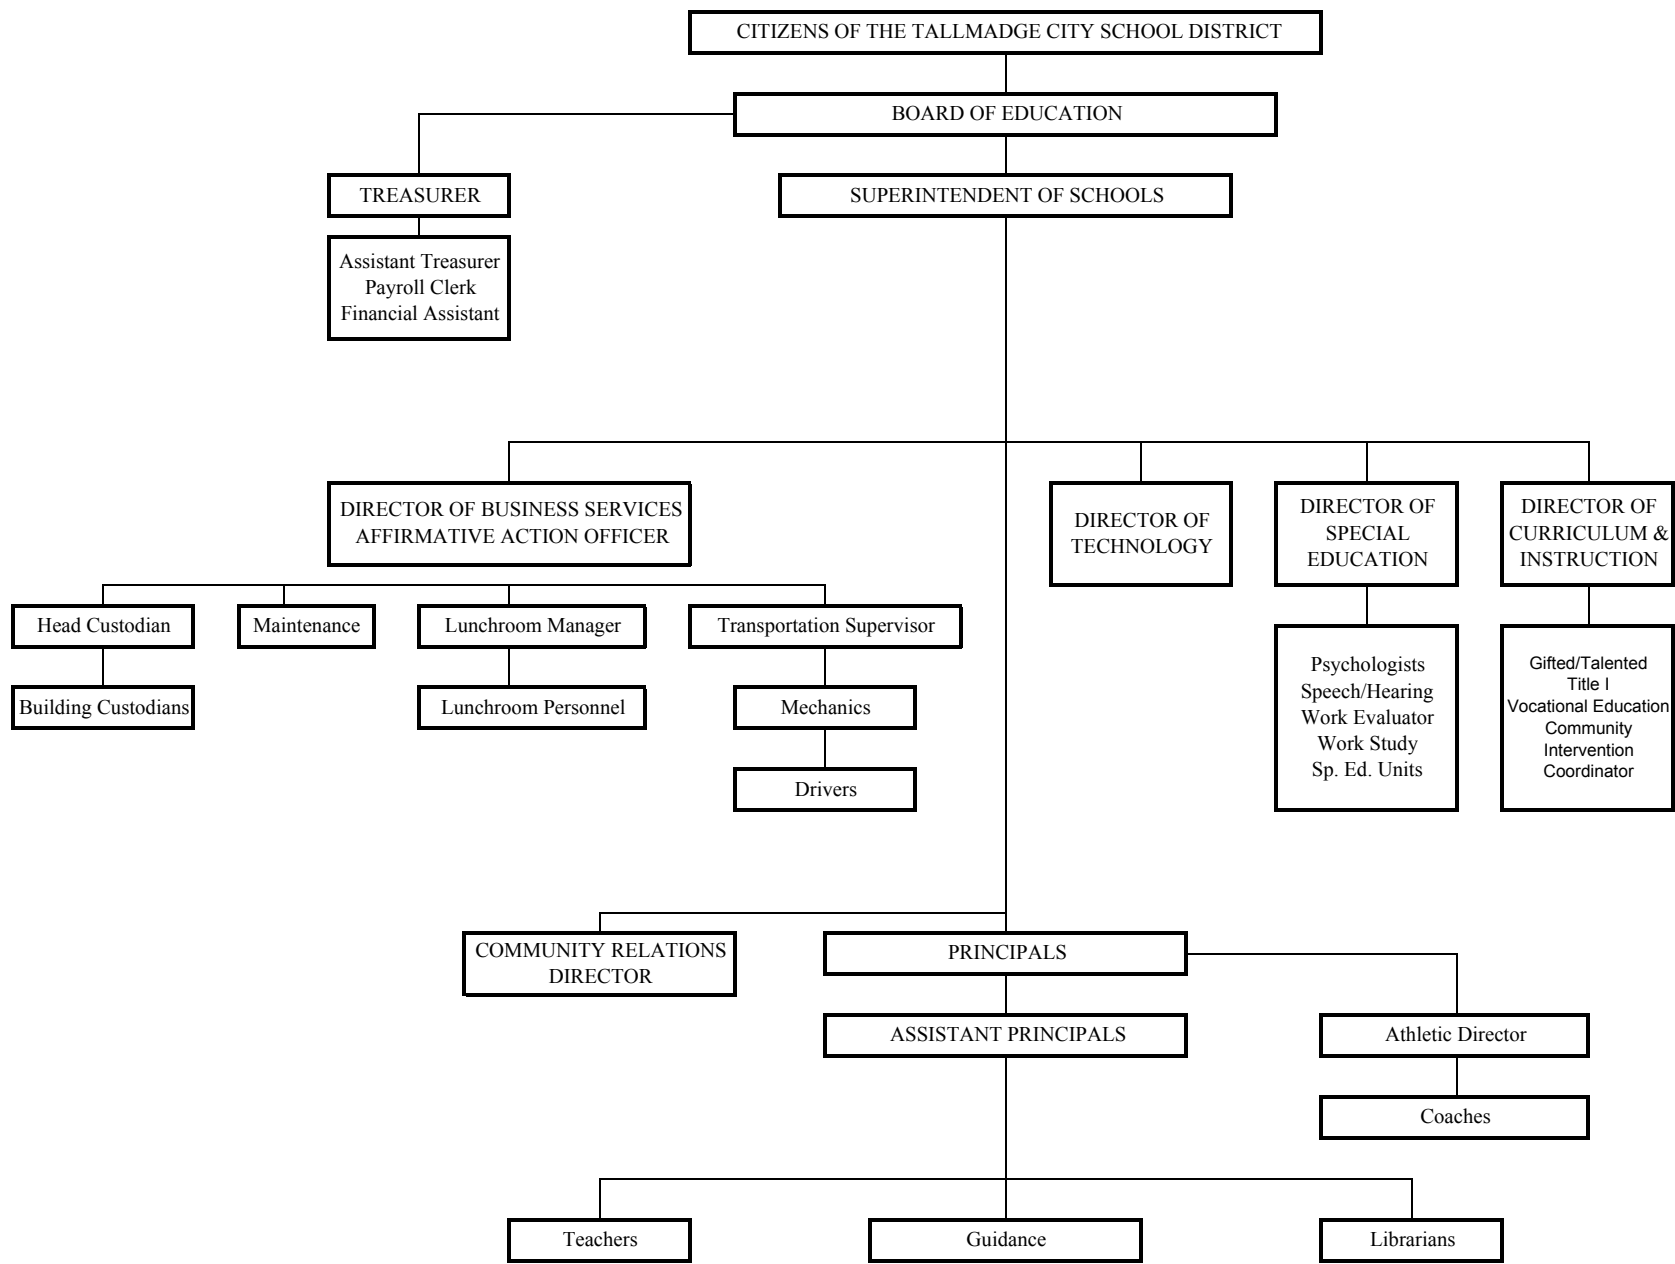 CITIZENS OF THE TALLMADGE CITY SCHOOL DISTRICT
BOARD OF EDUCATION
TREASURER
SUPERINTENDENT OF SCHOOLS
Assistant Treasurer
Payroll Clerk
Financial Assistant
DIRECTOR OF BUSINESS SERVICES
AFFIRMATIVE ACTION OFFICER
DIRECTOR OF
TECHNOLOGY
DIRECTOR OF
SPECIAL
EDUCATION
DIRECTOR OF
CURRICULUM &
INSTRUCTION
Head Custodian
Maintenance
Lunchroom Manager
Transportation Supervisor
Building Custodians
Lunchroom Personnel
Mechanics
Drivers
Psychologists
Speech/Hearing
Work Evaluator
Work Study
Sp. Ed. Units
Gifted/Talented
Title I
Vocational Education
Community
Intervention
Coordinator
COMMUNITY RELATIONS
DIRECTOR
PRINCIPALS
ASSISTANT PRINCIPALS
Athletic Director
Coaches
Teachers
Guidance
Librarians